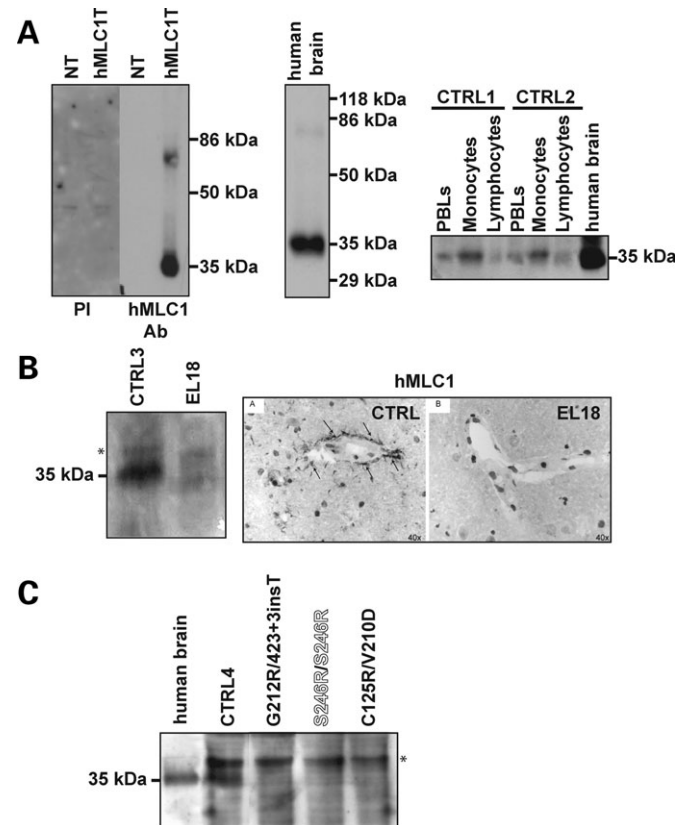 A
NT
hMLC1T
NT
hMLC1T
86 kDa
50 kDa
35 kDa
PI
hMLC1
Ab
human
brain
118 kDa
86 kDa
50 kDa
35 kDa
29 kDa
CTRL1
CTRL2
PBLs
Monocytes
Lymphocytes
PBLs
Monocytes
Lymphocytes
human brain
35 kDa
B
CTRL3
EL18
*
35 kDa
hMLC1
A
CTRL
40x
B
EL18
40x
C
human brain
CTRL4
G212R/423+3insT
S246R/S246R
C125R/V210D
35 kDa
*